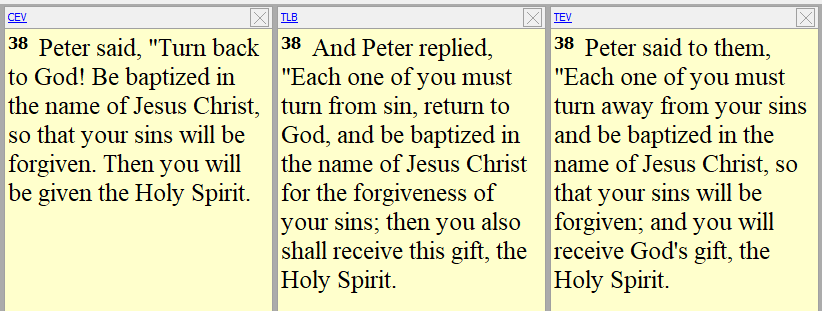 CEV
38 Peter said, "Turn back
to God! Be baptized in
the name of Jesus Christ,
so that your sins will be
forgiven. Then you will
be given the Holy Spirit.
TLB
38 And Peter replied,
"Each one of you must
turn from sin, return to
God, and be baptized in
the name of Jesus Christ
for the forgiveness of
your sins; then you also
shall receive this gift, the
Holy Spirit.
TEV
38 Peter said to them,
"Each one of you must
turn away from your sins
and be baptized in the
name of Jesus Christ, so
that your sins will be
forgiven; and you will
receive God's gift, the
Holy Spirit.